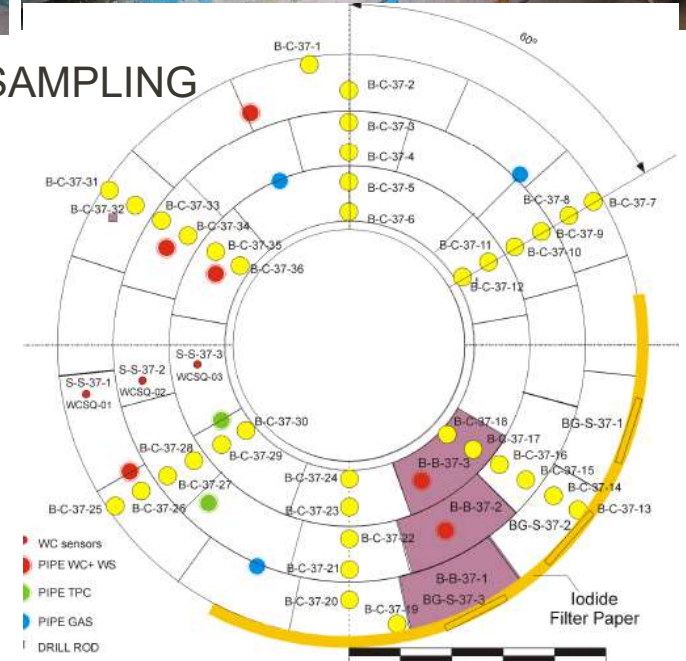 SAMPLING
60º
B-C-37-1
B-C-37-2
B-C-37-3
B-C-37-4
B-C-37-5
B-C-37-6
B-C-37-7
B-C-37-8
B-C-37-9
B-C-37-10
B-C-37-11
B-C-37-12
B-C-37-31
B-C-37-32
B-C-37-33
B-C-37-34
B-C-37-35
B-C-37-36
S-S-37-3
WCSQ-03
S-S-37-2
WCSQ-02
S-S-37-1
WCSQ-01
B-C-37-30
B-C-37-29
B-C-37-28
B-C-37-27
B-C-37-26
B-C-37-25
B-C-37-24
B-C-37-23
B-C-37-22
B-C-37-21
B-C-37-20
B-C-37-19
B-C-37-18
B-C-37-17
B-C-37-16
B-C-37-15
B-C-37-14
B-C-37-13
B-B-37-3
B-B-37-2
B-B-37-1
BG-S-37-1
BG-S-37-2
BG-S-37-3
Iodide
Filter Paper
WC sensors
PIPE WC+ WS
PIPE TPC
PIPE GAS
DRILL ROD